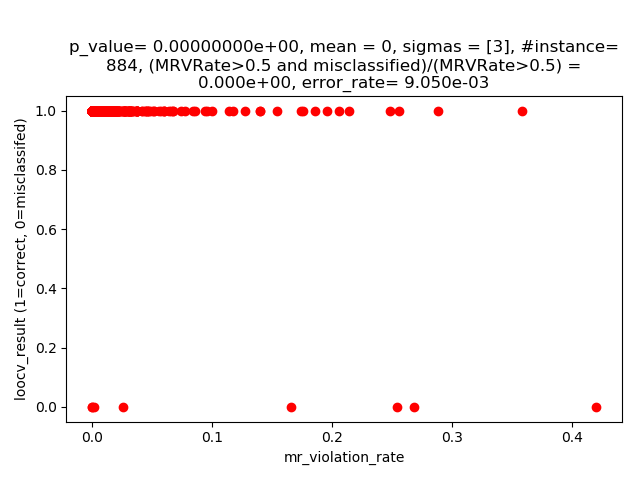 p_value= 0.00000000e+00, mean = 0, sigmas = [3], #instance=
884, (MRVRate>0.5 and misclassified)/(MRVRate>0.5) =
0.000e+00, error_rate= 9.050e-03
loocv_result (1=correct, 0=misclassifed)
1.0
0.8
0.6
0.4
0.2
0.0
0.0 0.1 0.2 0.3 0.4
mr_violation_rate